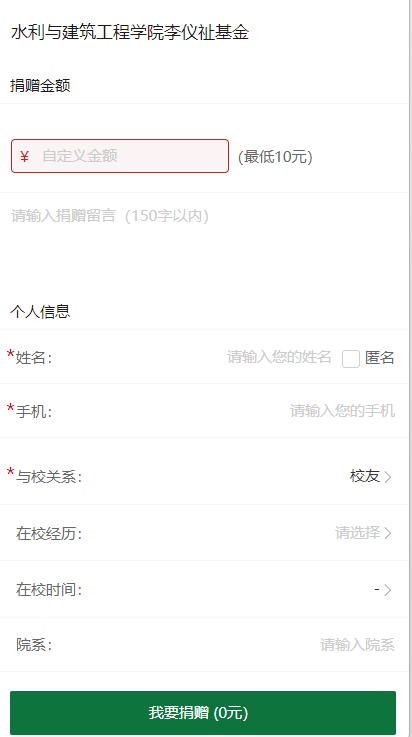 水利与建筑工程学院李仪祉基金
捐赠金额
¥ 自定义金额 (最低10元)
请输入捐赠留言（150字以内）
个人信息
*姓名: 请输入您的姓名 匿名
*手机: 请输入您的手机
*与校关系: 校友
在校经历: 请选择
在校时间: -
院系: 请输入院系
我要捐赠 (0元)